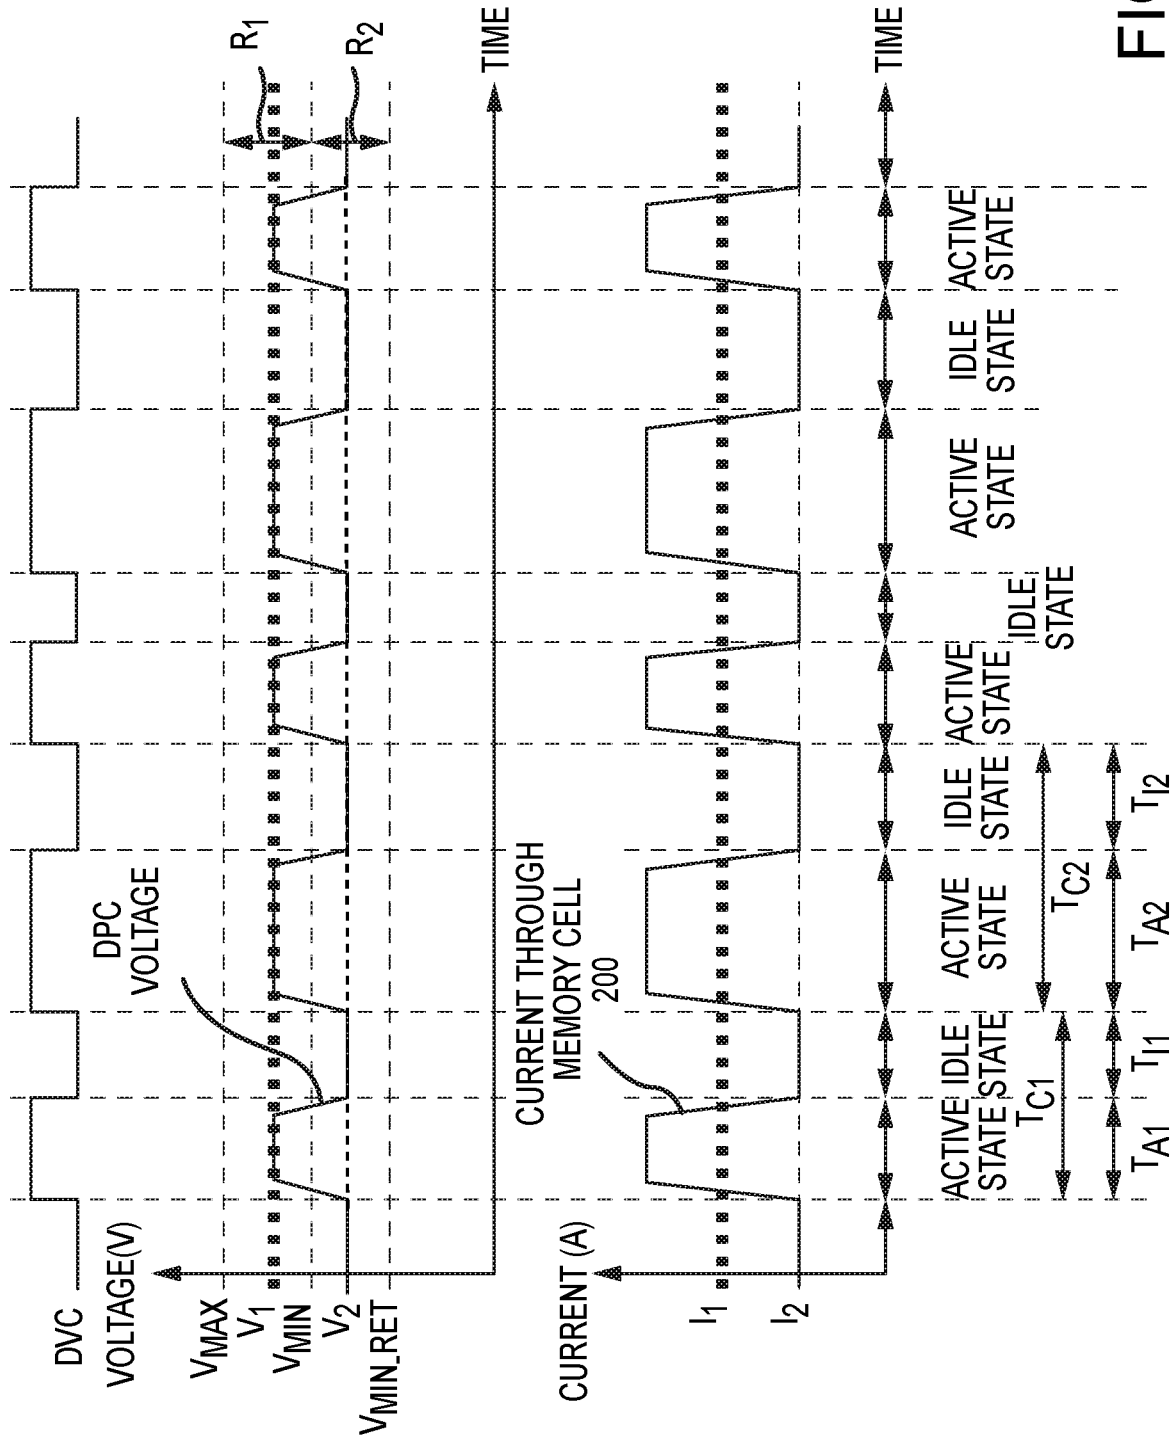 DVC
VOLTAGE(V)
VMAX
V1
VMIN
V2
VMIN_RET
DPC
VOLTAGE
R1
R2
TIME
CURRENT THROUGH
MEMORY CELL
200
CURRENT (A)
I1
I2
TIME
ACTIVE
STATE
IDLE
STATE
ACTIVE
STATE
IDLE
STATE
ACTIVE
STATE
IDLE
STATE
ACTIVE
STATE
IDLE
STATE
ACTIVE
STATE
TC1
TC2
TA1
TI1
TA2
TI2